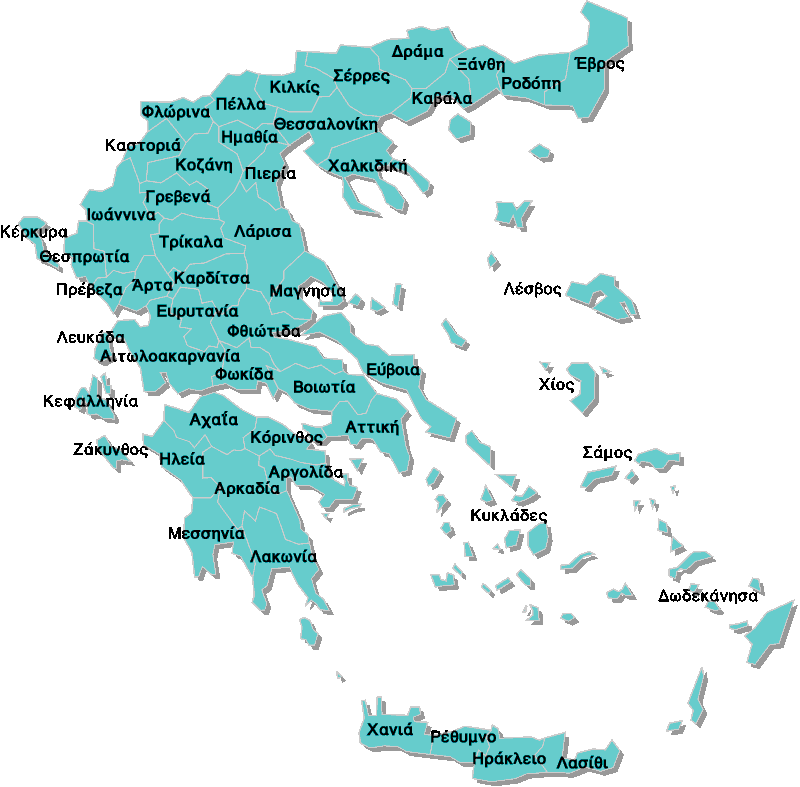 Δράμα
Ξάνθη
Έβρος
Σέρρες
Ροδόπη
Κιλκίς
Καβάλα
Πέλλα
Φλώρινα
Θεσσαλονίκη
Ημαθία
Καστοριά
Κοζάνη
Χαλκιδική
Πιερία
Γρεβενά
Ιωάννινα
Κέρκυρα
Λάρισα
Τρίκαλα
Θεσπρωτία
Καρδίτσα
Άρτα
Πρέβεζα
Μαγνησία
Λέσβος
Ευρυτανία
Φθιώτιδα
Λευκάδα
Αιτωλοακαρνανία
Εύβοια
Φωκίδα
Χίος
Βοιωτία
Κεφαλληνία
Αχαΐα
Αττική
Κόρινθος
Ζάκυνθος
Σάμος
Ηλεία
Αργολίδα
Αρκαδία
Κυκλάδες
Μεσσηνία
Λακωνία
Δωδεκάνησα
Χανιά
Ρέθυμνο
Ηράκλειο
Λασίθι